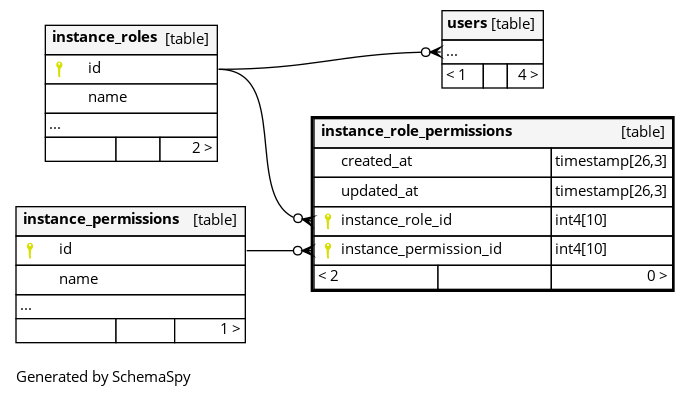 instance_roles [table]
id
name
...
2 >
users [table]
...
< 1 4 >
instance_role_permissions [table]
created_at timestamp[26,3]
updated_at timestamp[26,3]
instance_role_id int4[10]
instance_permission_id int4[10]
< 2 0 >
instance_permissions [table]
id
name
...
1 >
Generated by SchemaSpy